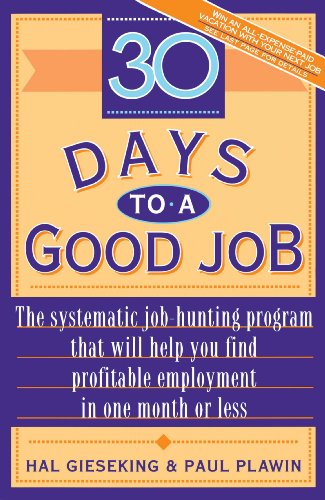 WIN AN ALL-EXPENSE-PAID
VACATION WITH YOUR NEXT JOB
SEE LAST PAGE FOR DETAILS
30
DAYS
TO • A
GOOD JOB
The systematic job-hunting program
that will help you find
profitable employment
in one month or less
HAL GIESEKING & PAUL PLAWIN